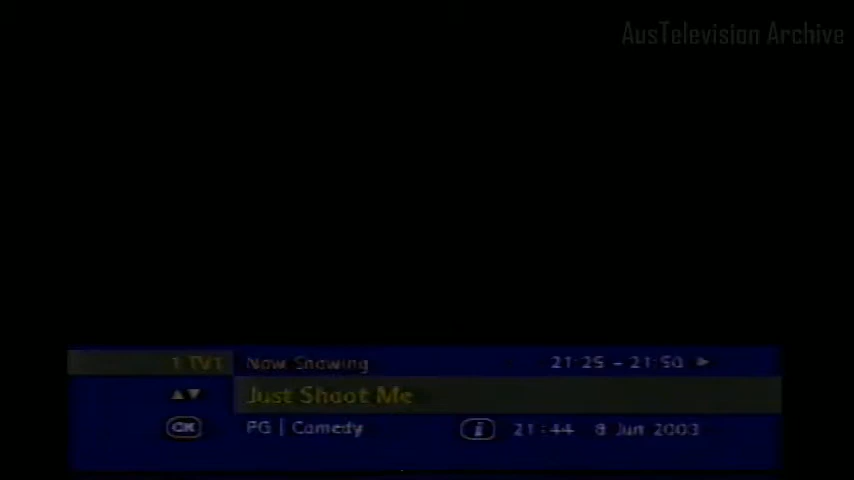 AusTelevision Archive
1 TV1
Now Showing
21:25 - 21:50
Just Shoot Me
OK
PG | Comedy
i
21:44 8 Jun 2003